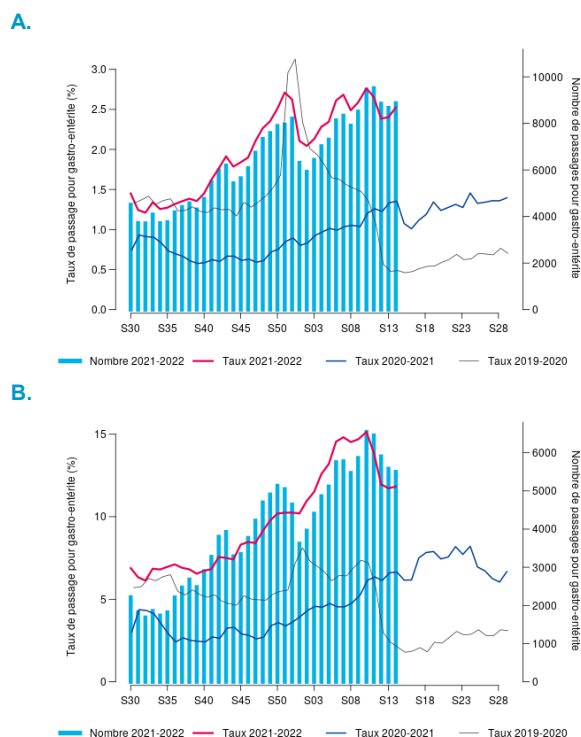 A.
Taux de passage pour gastro-entérite (%)
3.0
2.5
2.0
1.5
1.0
0.5
0.0
10000
8000
6000
4000
2000
0
Nombre de passages pour gastro-entérite
S30 S35 S40 S45 S50 S03 S08 S13 S18 S23 S28
Nombre 2021-2022 Taux 2021-2022 Taux 2020-2021 Taux 2019-2020
B.
Taux de passage pour gastro-entérite (%)
15
10
5
0
6000
5000
4000
3000
2000
1000
0
Nombre de passages pour gastro-entérite
S30 S35 S40 S45 S50 S03 S08 S13 S18 S23 S28
Nombre 2021-2022 Taux 2021-2022 Taux 2020-2021 Taux 2019-2020